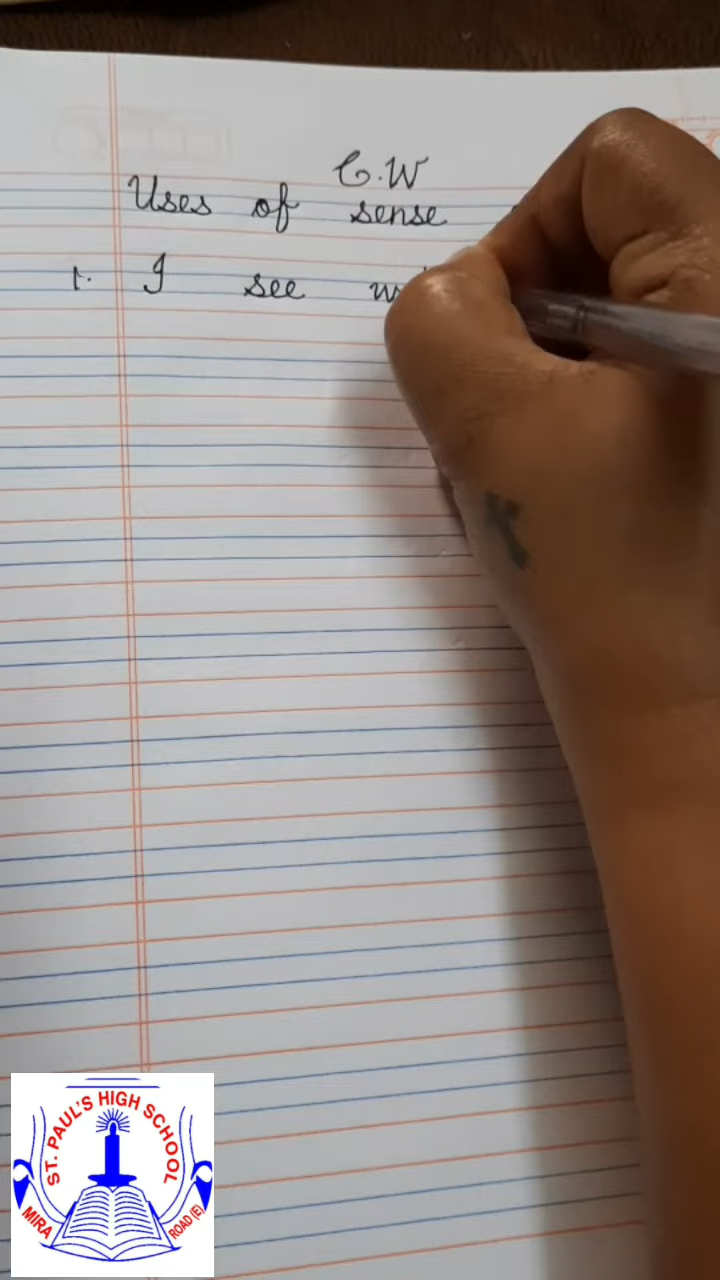 C.W
Uses of sense
1. I see
ST. PAUL'S HIGH SCHOOL
MIRA ROAD (E)